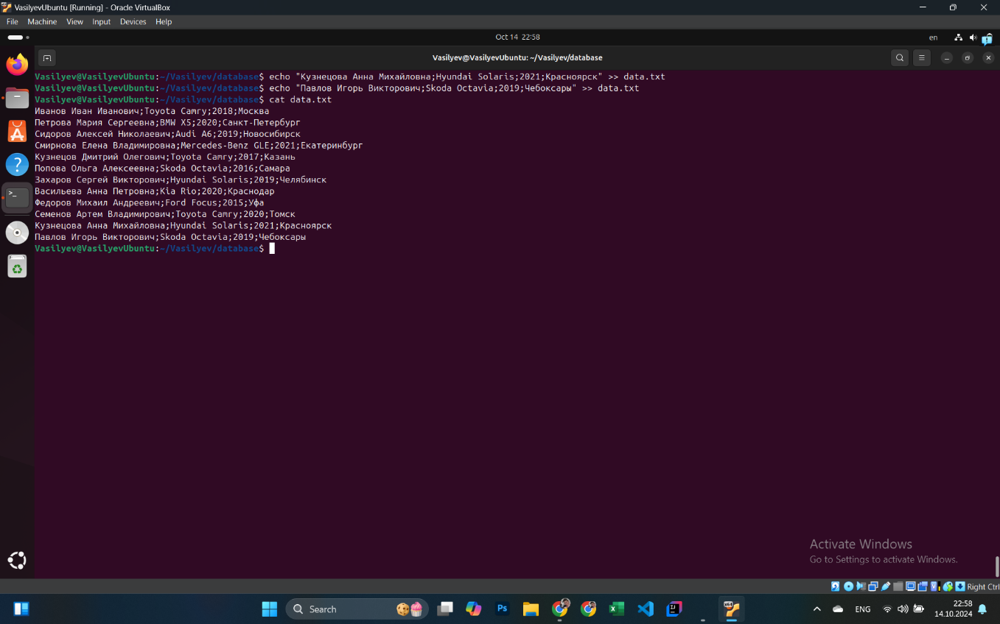 VasilyevUbuntu [Running] - Oracle VirtualBox
File Machine View Input Devices Help
Oct 14 22:58
en
Vasilyev@VasilyevUbuntu: ~/Vasilyev/database
Vasilyev@VasilyevUbuntu:~/Vasilyev/database$ echo "Кузнецова Анна Михайловна;Hyundai Solaris;2021;Красноярск" >> data.txt
Vasilyev@VasilyevUbuntu:~/Vasilyev/database$ echo "Павлов Игорь Викторович;Skoda Octavia;2019;Чебоксары" >> data.txt
Vasilyev@VasilyevUbuntu:~/Vasilyev/database$ cat data.txt
Иванов Иван Иванович;Toyota Camry;2018;Москва
Петрова Мария Сергеевна;BMW X5;2020;Санкт-Петербург
Сидоров Алексей Николаевич;Audi A6;2019;Новосибирск
Смирнова Елена Владимировна;Mercedes-Benz GLE;2021;Екатеринбург
Кузнецов Дмитрий Олегович;Toyota Camry;2017;Казань
Попова Ольга Алексеевна;Skoda Octavia;2016;Самара
Захаров Сергей Викторович;Hyundai Solaris;2019;Челябинск
Васильева Анна Петровна;Kia Rio;2020;Краснодар
Федоров Михаил Андреевич;Ford Focus;2015;Уфа
Семенов Артем Владимирович;Toyota Camry;2020;Томск
Кузнецова Анна Михайловна;Hyundai Solaris;2021;Красноярск
Павлов Игорь Викторович;Skoda Octavia;2019;Чебоксары
Vasilyev@VasilyevUbuntu:~/Vasilyev/database$
Activate Windows
Go to Settings to activate Windows.
Right Ctrl
Search
Ps
ENG
22:58
14.10.2024